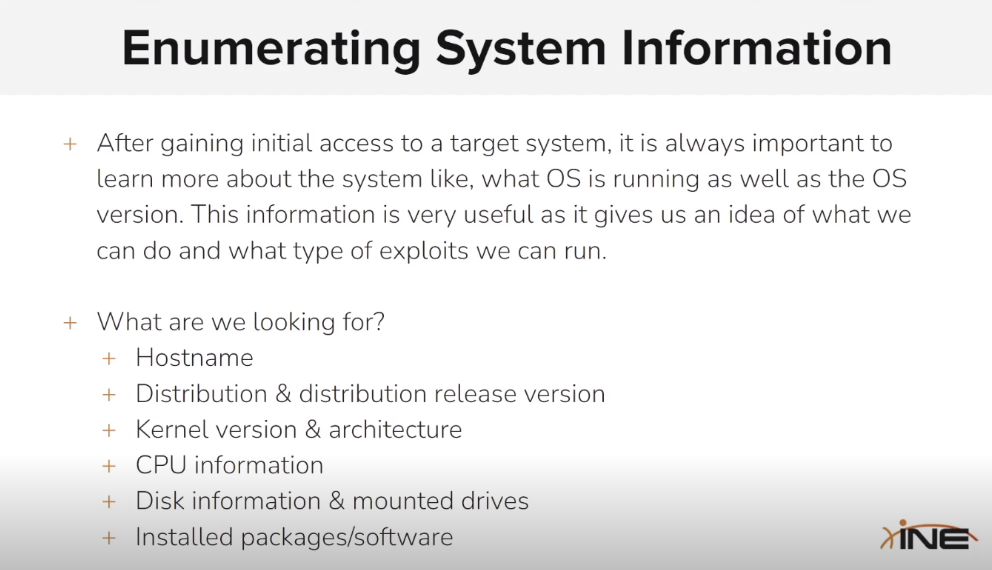 Enumerating System Information
+ After gaining initial access to a target system, it is always important to
learn more about the system like, what OS is running as well as the OS
version. This information is very useful as it gives us an idea of what we
can do and what type of exploits we can run.
+ What are we looking for?
+ Hostname
+ Distribution & distribution release version
+ Kernel version & architecture
+ CPU information
+ Disk information & mounted drives
+ Installed packages/software
INE